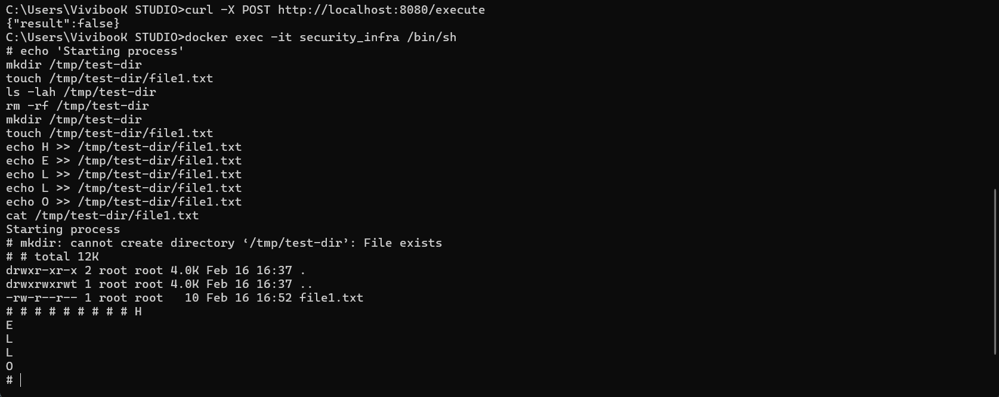 C:\Users\VivibooK STUDIO>curl -X POST http://localhost:8080/execute
{"result":false}
C:\Users\VivibooK STUDIO>docker exec -it security_infra /bin/sh
# echo 'Starting process'
mkdir /tmp/test-dir
touch /tmp/test-dir/file1.txt
ls -lah /tmp/test-dir
rm -rf /tmp/test-dir
mkdir /tmp/test-dir
touch /tmp/test-dir/file1.txt
echo H >> /tmp/test-dir/file1.txt
echo E >> /tmp/test-dir/file1.txt
echo L >> /tmp/test-dir/file1.txt
echo L >> /tmp/test-dir/file1.txt
echo O >> /tmp/test-dir/file1.txt
cat /tmp/test-dir/file1.txt
Starting process
# mkdir: cannot create directory ‘/tmp/test-dir’: File exists
# # total 12K
drwxr-xr-x 2 root root 4.0K Feb 16 16:37 .
drwxrwxrwt 1 root root 4.0K Feb 16 16:37 ..
-rw-r--r-- 1 root root   10 Feb 16 16:52 file1.txt
# # # # # # # # # H
E
L
L
O
#